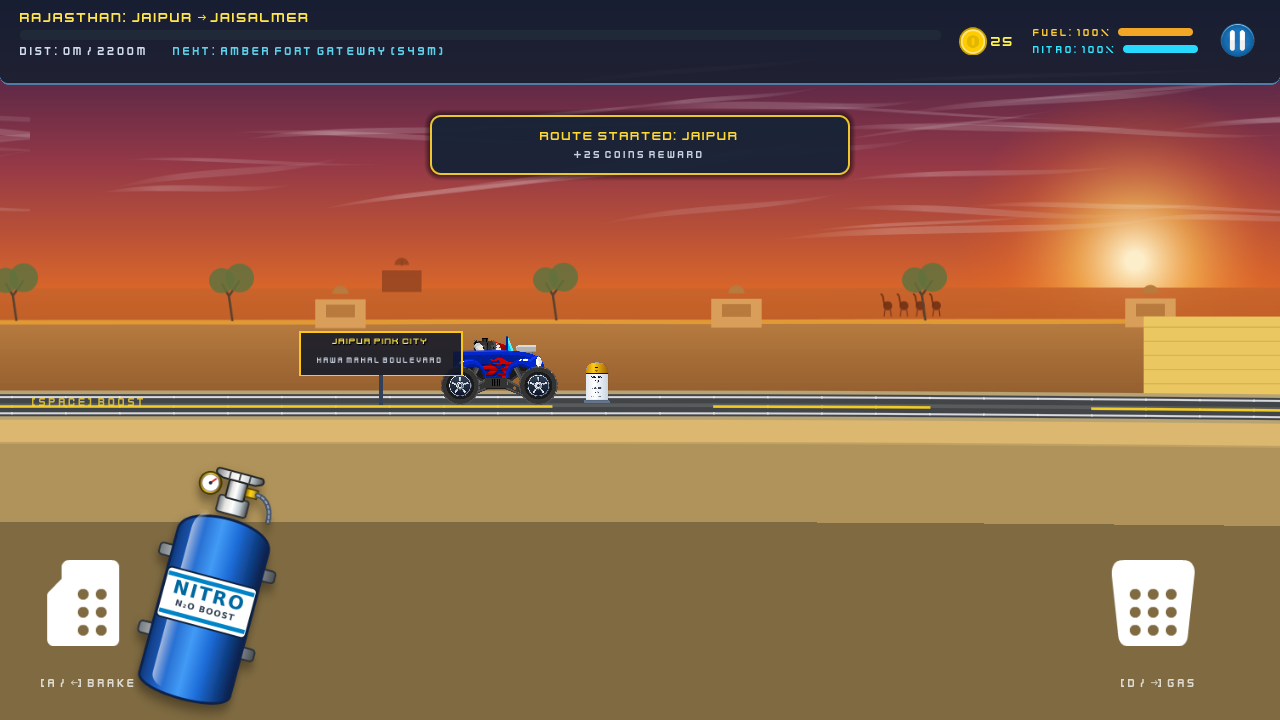 RAJASTHAN: JAIPUR → JAISALMER
DIST: 0M / 2200M NEXT: AMBER FORT GATEWAY (549M)
25
FUEL: 100%
NITRO: 100%
ROUTE STARTED: JAIPUR
+25 COINS REWARD
JAIPUR PINK CITY
HAWA MAHAL BOULEVARD
[SPACE] BOOST
NITRO
N₂O BOOST
[A / ←] BRAKE
[D / →] GAS